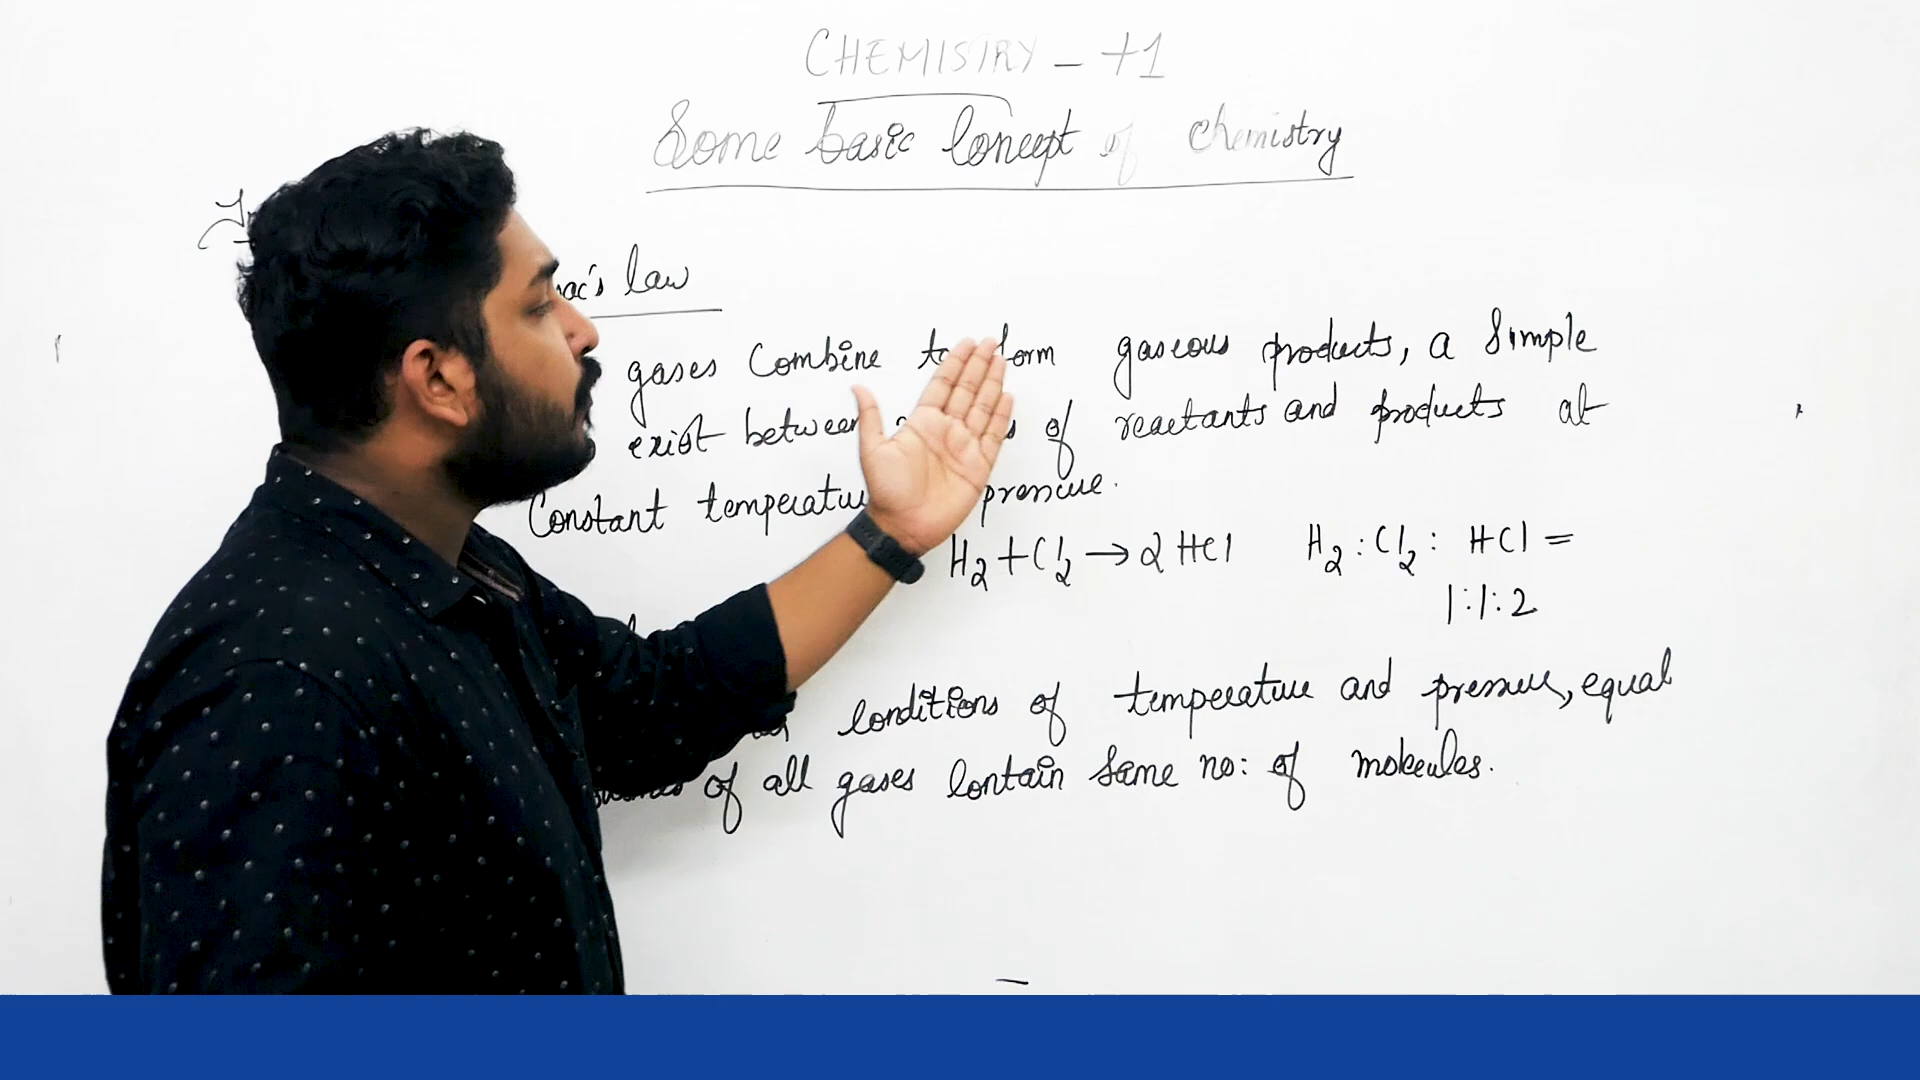 CHEMISTRY - +1
Some basic Concept of Chemistry
law
gases Combine to form gaseous products, a Simple
exist between of reactants and products at
Constant pressure.
H₂ + Cl₂ → 2 HCl H₂ : Cl₂ : HCl =
1:1:2
Conditions of temperature and pressure, equal
of all gases Contain Same no: of molecules.